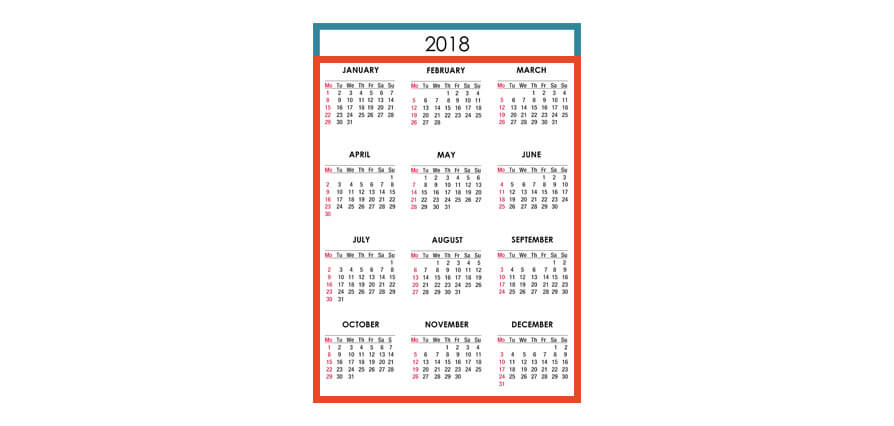 2018
JANUARY
Mo Tu We Th Fr Sa Su
1 2 3 4 5 6 7
8 9 10 11 12 13 14
15 16 17 18 19 20 21
22 23 24 25 26 27 28
29 30 31
FEBRUARY
Mo Tu We Th Fr Sa Su
1 2 3 4
5 6 7 8 9 10 11
12 13 14 15 16 17 18
19 20 21 22 23 24 25
26 27 28
MARCH
Mo Tu We Th Fr Sa Su
1 2 3 4
5 6 7 8 9 10 11
12 13 14 15 16 17 18
19 20 21 22 23 24 25
26 27 28 29 30 31
APRIL
Mo Tu We Th Fr Sa Su
1
2 3 4 5 6 7 8
9 10 11 12 13 14 15
16 17 18 19 20 21 22
23 24 25 26 27 28 29
30
MAY
Mo Tu We Th Fr Sa Su
1 2 3 4 5 6
7 8 9 10 11 12 13
14 15 16 17 18 19 20
21 22 23 24 25 26 27
28 29 30 31
JUNE
Mo Tu We Th Fr Sa Su
1 2 3
4 5 6 7 8 9 10
11 12 13 14 15 16 17
18 19 20 21 22 23 24
25 26 27 28 29 30
JULY
Mo Tu We Th Fr Sa Su
1
2 3 4 5 6 7 8
9 10 11 12 13 14 15
16 17 18 19 20 21 22
23 24 25 26 27 28 29
30 31
AUGUST
Mo Tu We Th Fr Sa Su
1 2 3 4 5
6 7 8 9 10 11 12
13 14 15 16 17 18 19
20 21 22 23 24 25 26
27 28 29 30 31
SEPTEMBER
Mo Tu We Th Fr Sa Su
1 2
3 4 5 6 7 8 9
10 11 12 13 14 15 16
17 18 19 20 21 22 23
24 25 26 27 28 29 30
OCTOBER
Mo Tu We Th Fr Sa S
1 2 3 4 5 6 7
8 9 10 11 12 13 14
15 16 17 18 19 20 21
22 23 24 25 26 27 28
29 30 31
NOVEMBER
Mo Tu We Th Fr Sa Su
1 2 3 4
5 6 7 8 9 10 11
12 13 14 15 16 17 18
19 20 21 22 23 24 25
26 27 28 29 30
DECEMBER
Mo Tu We Th Fr Sa Su
1 2
3 4 5 6 7 8 9
10 11 12 13 14 15 16
17 18 19 20 21 22 23
24 25 26 27 28 29 30
31